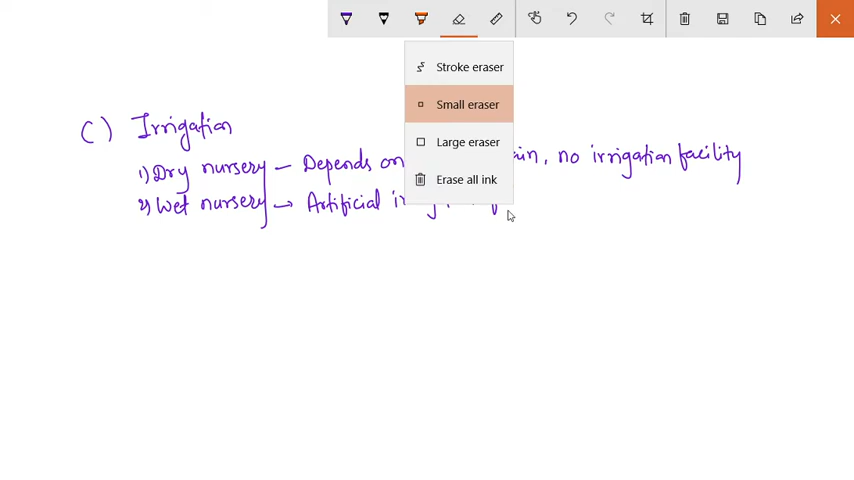 Stroke eraser
Small eraser
Large eraser
Erase all ink
C) Irrigation
1) Dry nursery – Depends on in, no irrigation facility
2) Wet nursery → Artificial